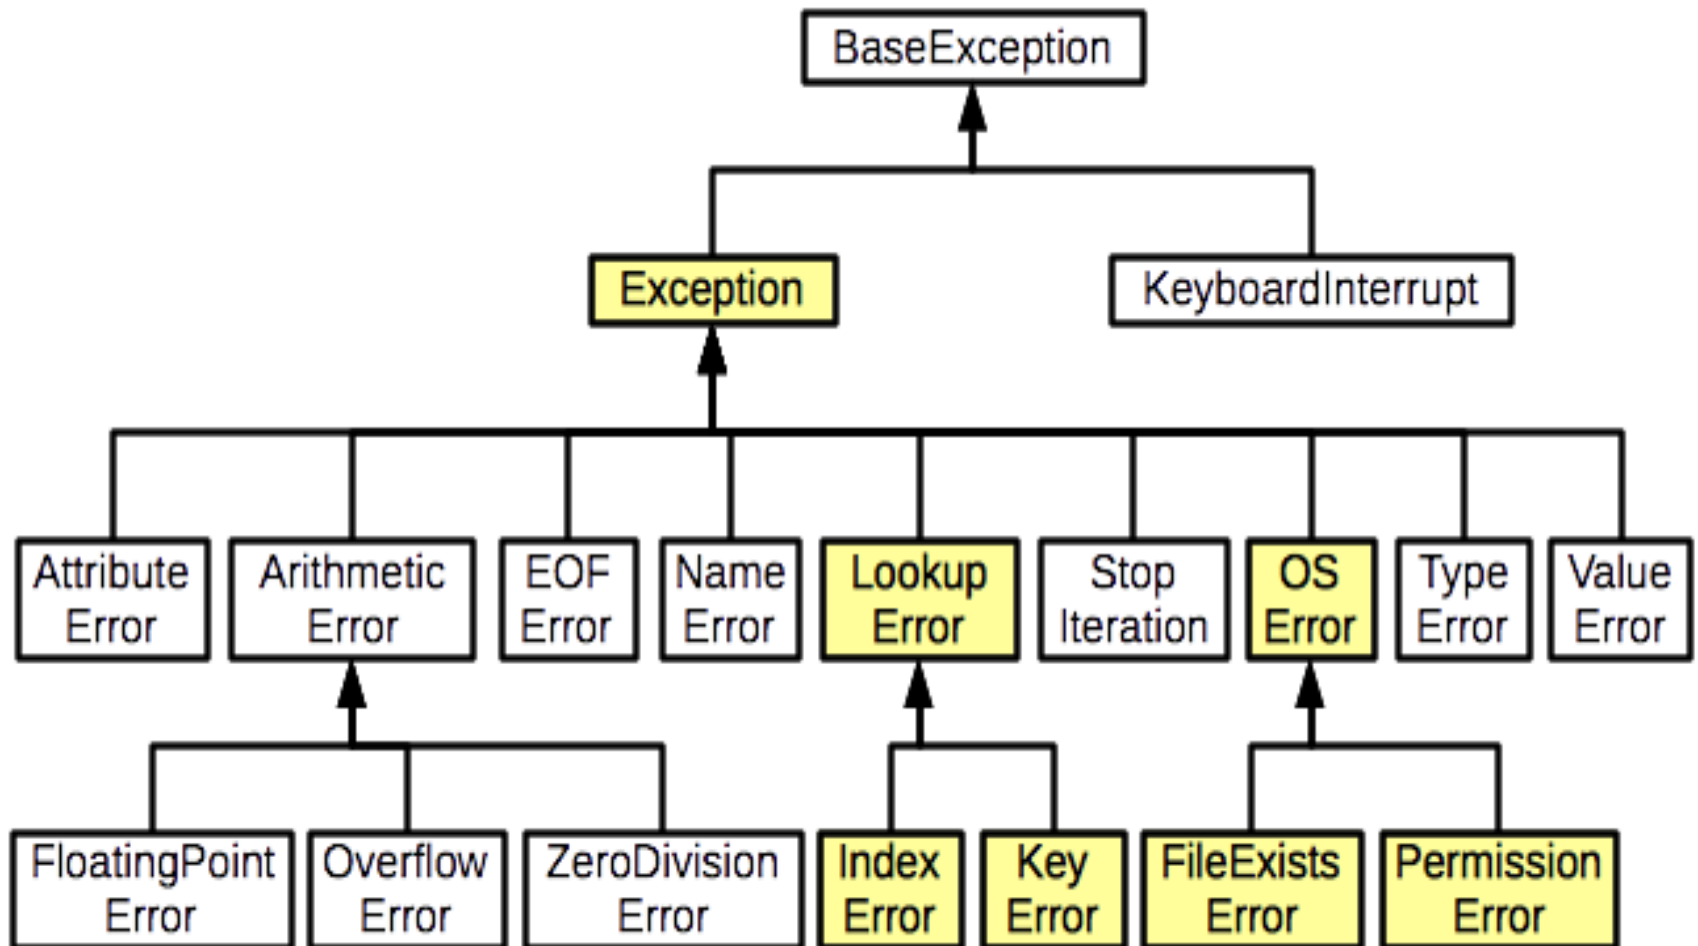 BaseException
Exception
KeyboardInterrupt
Attribute
Error
Arithmetic
Error
EOF
Error
Name
Error
Lookup
Error
Stop
Iteration
OS
Error
Type
Error
Value
Error
FloatingPoint
Error
Overflow
Error
ZeroDivision
Error
Index
Error
Key
Error
FileExists
Error
Permission
Error